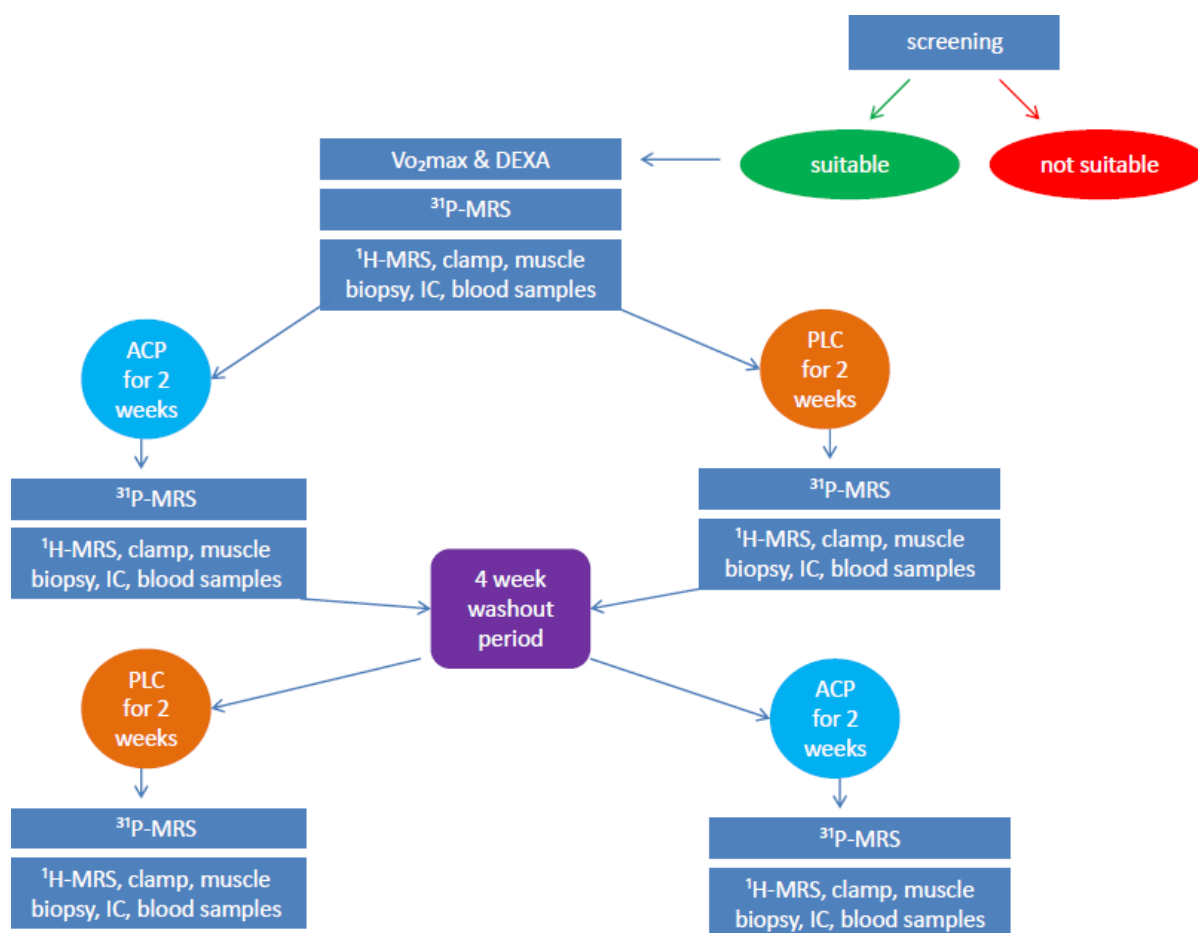 screening
suitable
not suitable
Vo₂max & DEXA
³¹P-MRS
¹H-MRS, clamp, muscle
biopsy, IC, blood samples
ACP
for 2
weeks
PLC
for 2
weeks
³¹P-MRS
¹H-MRS, clamp, muscle
biopsy, IC, blood samples
³¹P-MRS
¹H-MRS, clamp, muscle
biopsy, IC, blood samples
4 week
washout
period
PLC
for 2
weeks
ACP
for 2
weeks
³¹P-MRS
¹H-MRS, clamp, muscle
biopsy, IC, blood samples
³¹P-MRS
¹H-MRS, clamp, muscle
biopsy, IC, blood samples